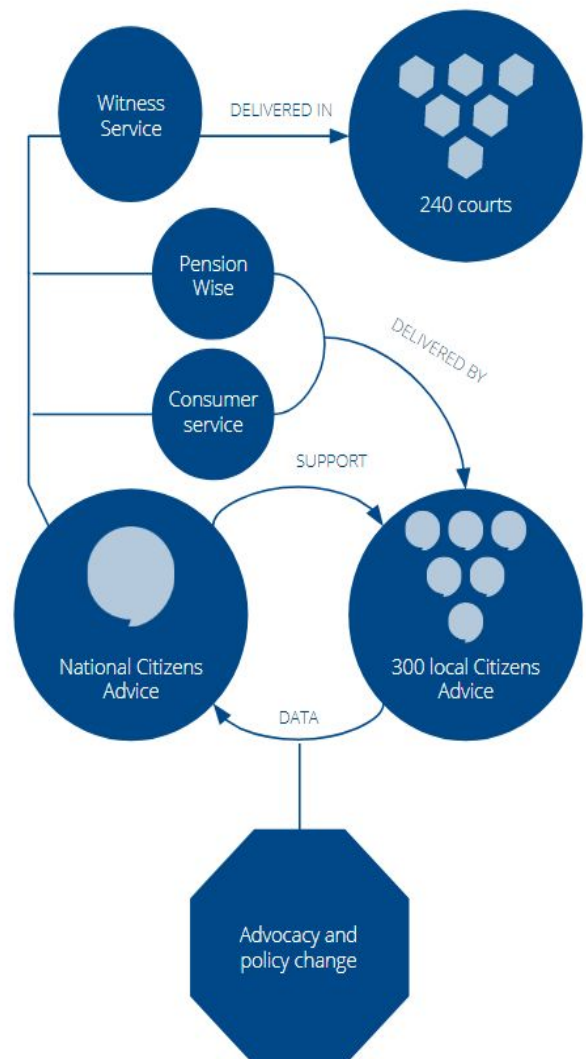 Witness
Service
DELIVERED IN
240 courts
Pension
Wise
DELIVERED BY
Consumer
service
SUPPORT
National Citizens
Advice
300 local Citizens
Advice
DATA
Advocacy and
policy change